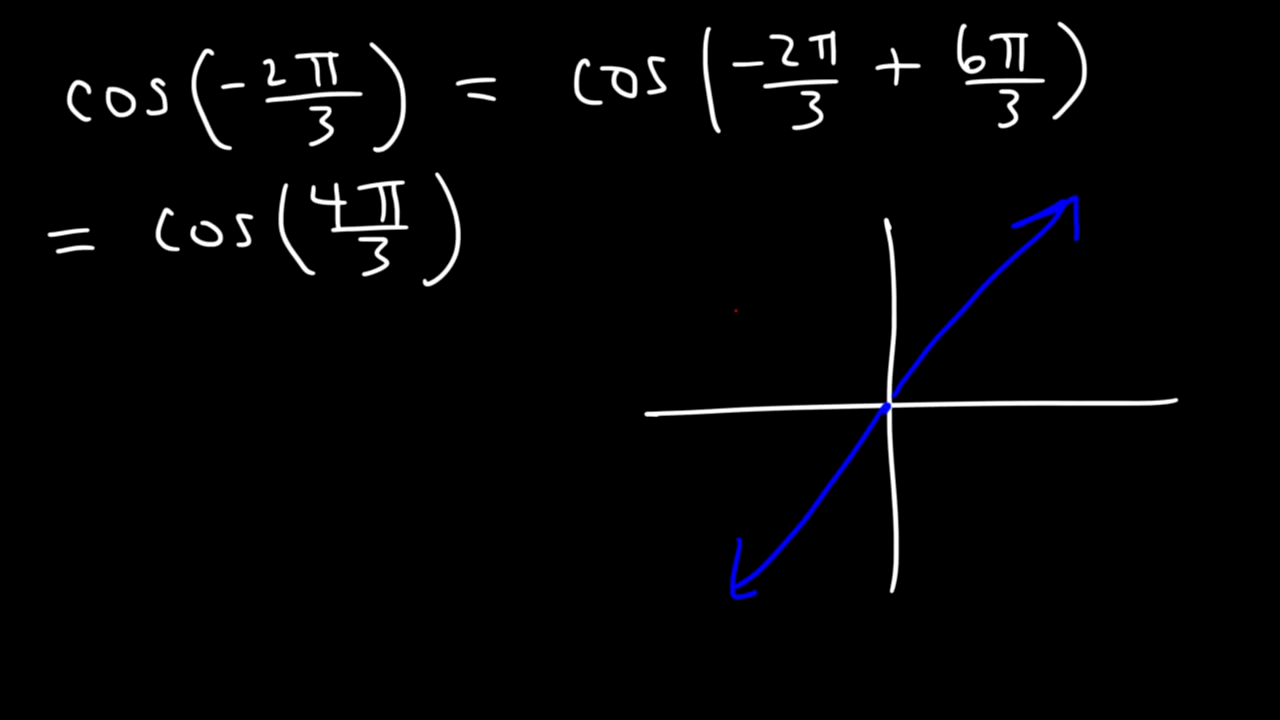 cos(-2π/3) = cos(-2π/3 + 6π/3)
= cos(4π/3)